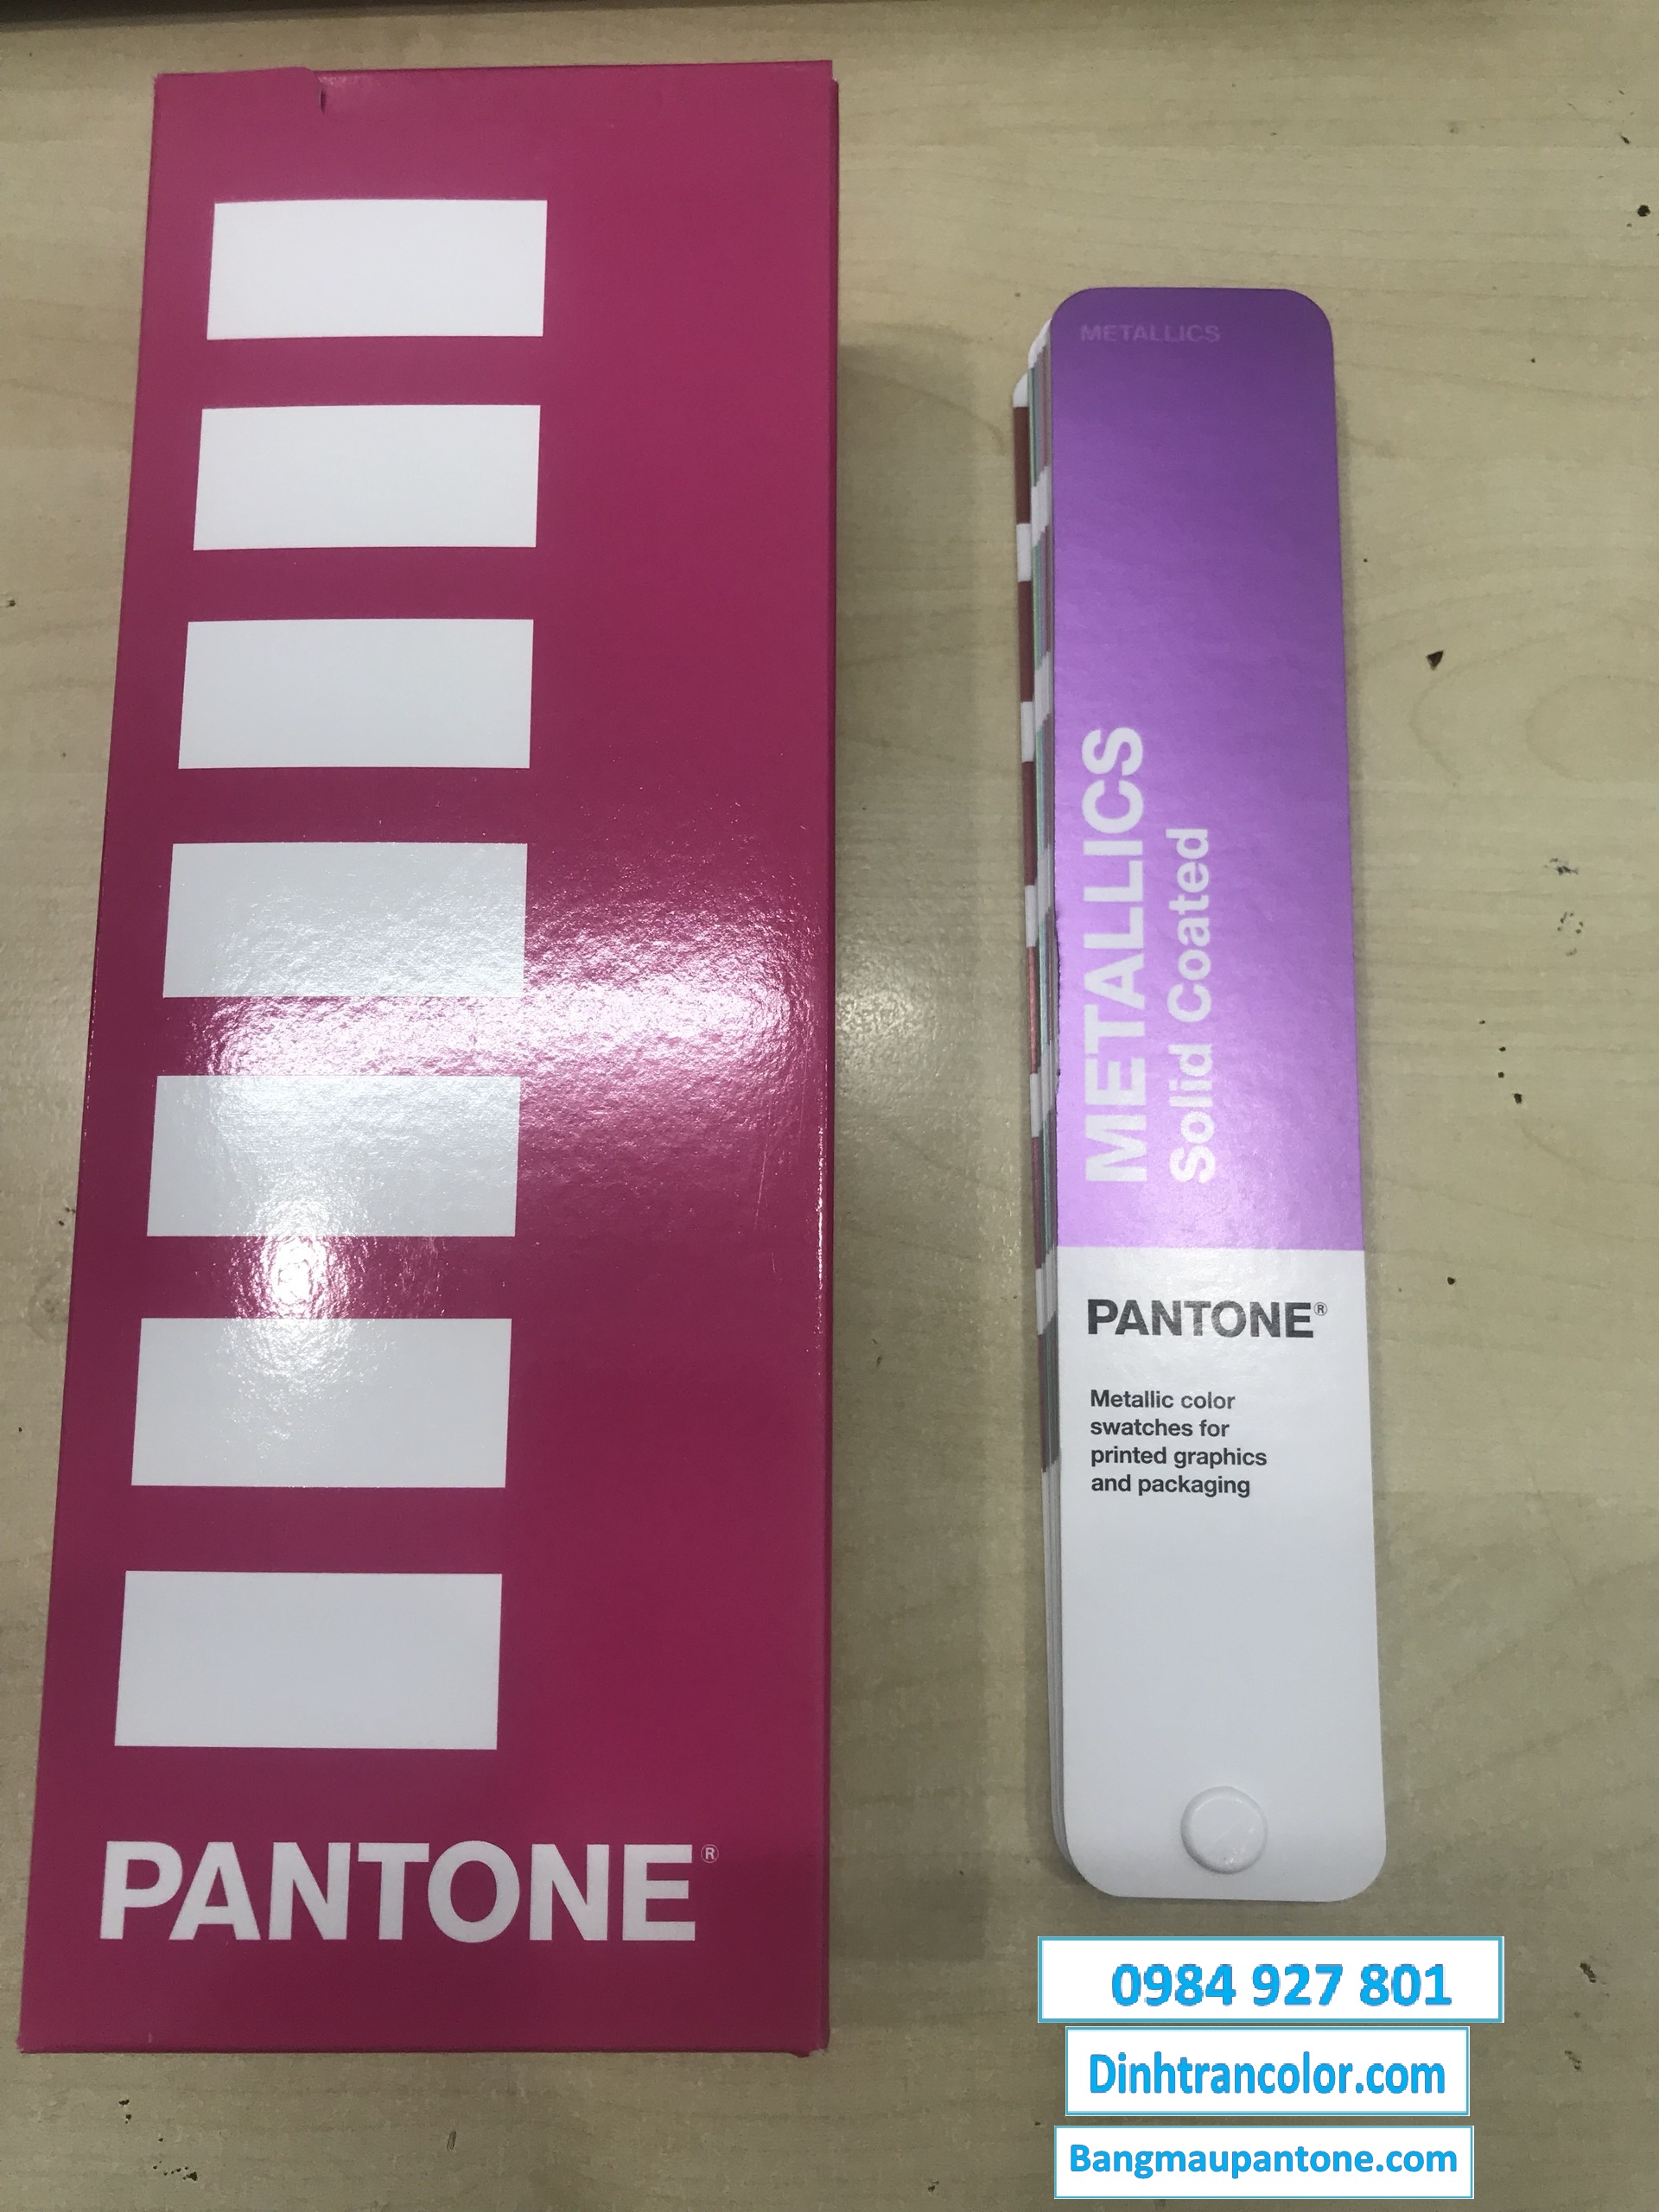 PANTONE®
METALLICS
METALLICS
Solid Coated
PANTONE®
Metallic color
swatches for
printed graphics
and packaging
0984 927 801
Dinhtrancolor.com
Bangmaupantone.com